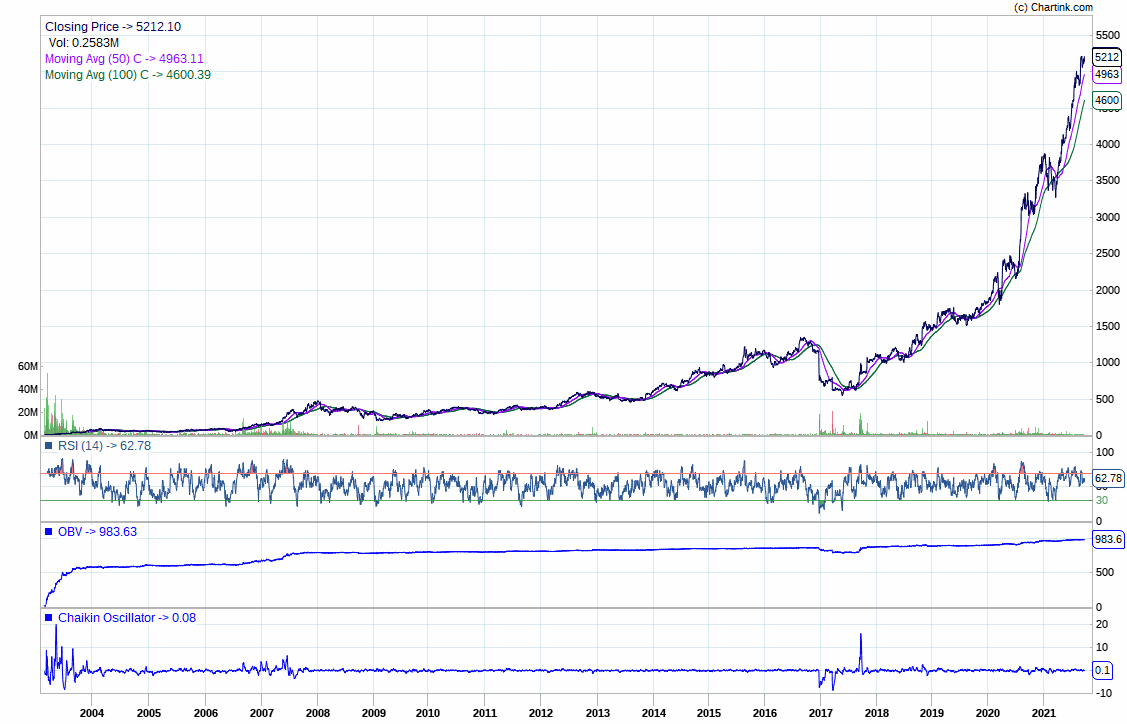 (c) Chartink.com
Closing Price -> 5212.10
Vol: 0.2583M
Moving Avg (50) C -> 4963.11
Moving Avg (100) C -> 4600.39
5500
5212
4963
4600
4000
3500
3000
2500
2000
1500
1000
500
0
60M
40M
20M
0M
RSI (14) -> 62.78
100
62.78
30
0
OBV -> 983.63
983.6
500
0
Chaikin Oscillator -> 0.08
20
10
0.1
-10
2004 2005 2006 2007 2008 2009 2010 2011 2012 2013 2014 2015 2016 2017 2018 2019 2020 2021